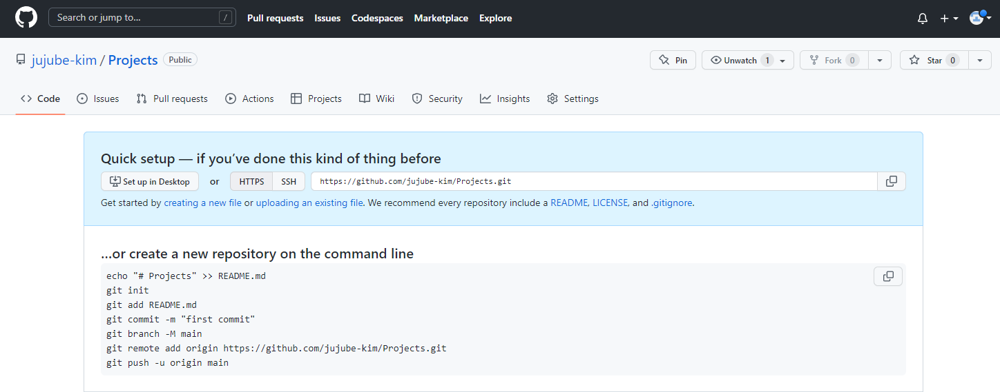 Search or jump to... / Pull requests Issues Codespaces Marketplace Explore
jujube-kim / Projects Public Pin Unwatch 1 Fork 0 Star 0
Code Issues Pull requests Actions Projects Wiki Security Insights Settings
Quick setup — if you’ve done this kind of thing before
Set up in Desktop or HTTPS SSH https://github.com/jujube-kim/Projects.git
Get started by creating a new file or uploading an existing file. We recommend every repository include a README, LICENSE, and .gitignore.
…or create a new repository on the command line
echo "# Projects" >> README.md
git init
git add README.md
git commit -m "first commit"
git branch -M main
git remote add origin https://github.com/jujube-kim/Projects.git
git push -u origin main